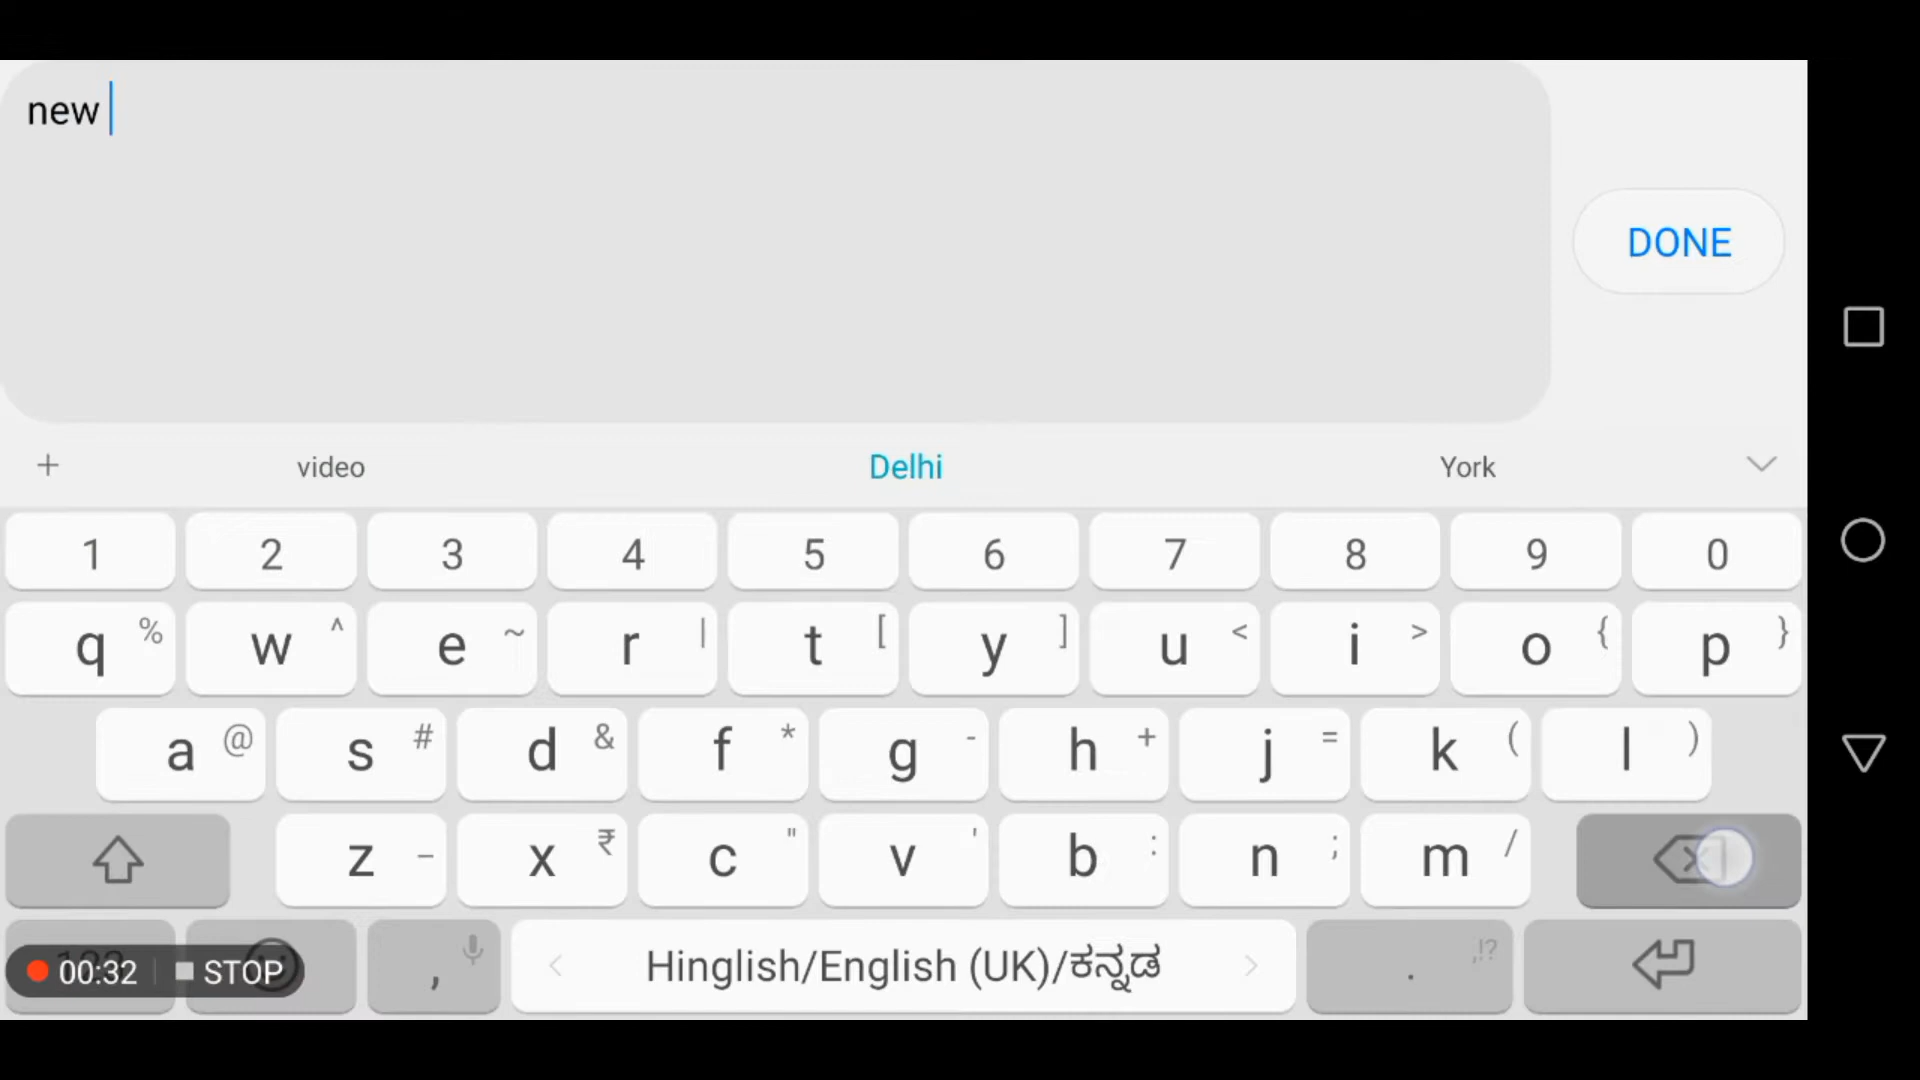 new
DONE
+ video Delhi York
1 2 3 4 5 6 7 8 9 0
q % w ^ e ~ r | t [ y ] u < i > o { p }
a @ s # d & f * g - h + j = k ( l )
z _ x ₹ c " v ' b : n ; m /
00:32 STOP , < Hinglish/English (UK)/ಕನ್ನಡ > . ,!?